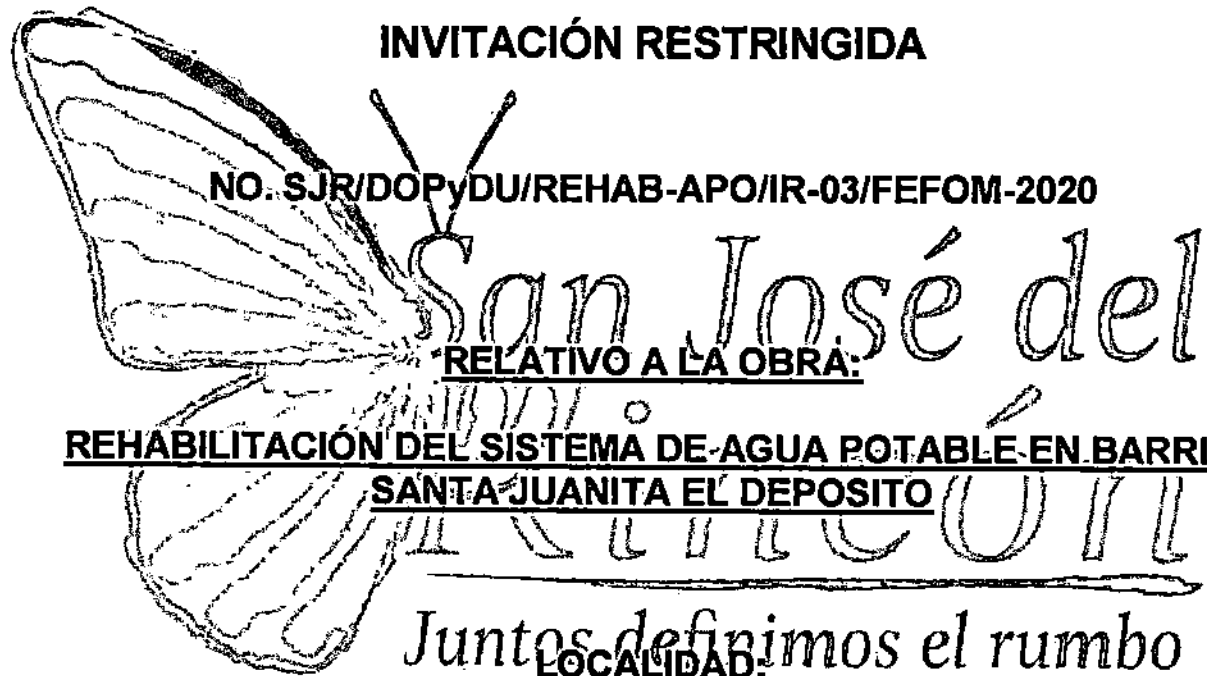 INVITACIÓN RESTRINGIDA
NO. SJR/DOPyDU/REHAB-APO/IR-03/FEFOM-2020
San José del
RELATIVO A LA OBRA:
Rincón
REHABILITACIÓN DEL SISTEMA DE AGUA POTABLE EN BARRI
SANTA JUANITA EL DEPOSITO
Juntos definimos el rumbo
LOCALIDAD: